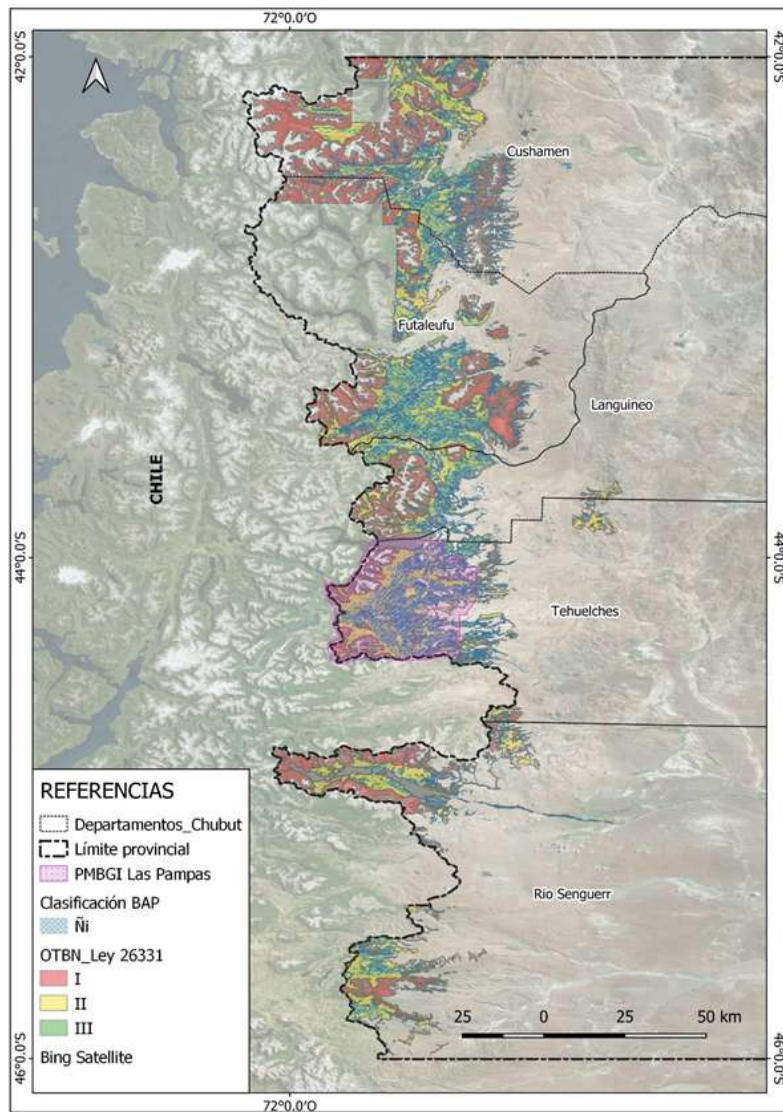 72°0.0'O
42°0.0'S
42°0.0'S
Cushamen
Futaleufu
Languineo
CHILE
44°0.0'S
44°0.0'S
Tehuelches
REFERENCIAS
Departamentos_Chubut
Límite provincial
PMBGI Las Pampas
Clasificación BAP
Ñi
OTBN_Ley 26331
I
II
III
Bing Satellite
Rio Senguerr
25 0 25 50 km
46°0.0'S
46°0.0'S
72°0.0'O